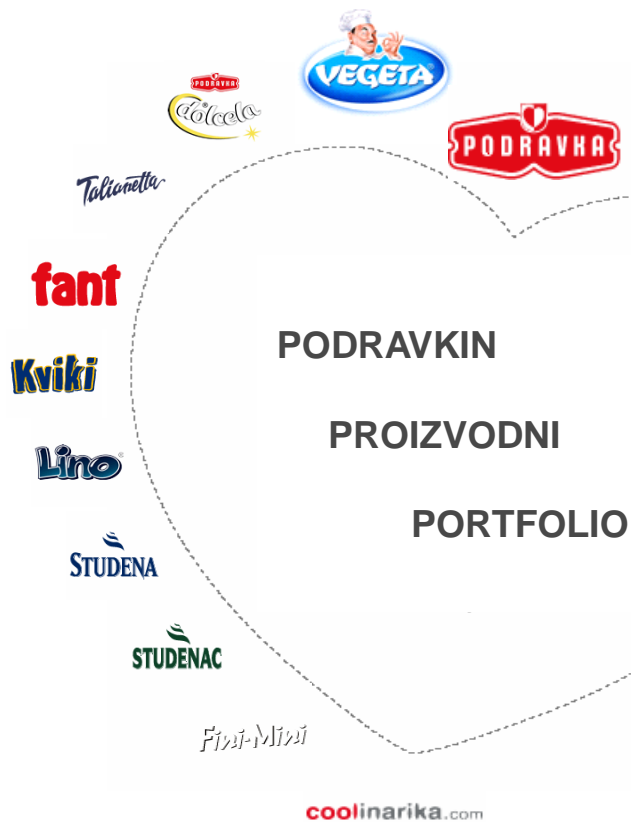 VEGETA
PODRAVKA
dolcela
PODRAVKA
Talianetta
fant
Kviki
PODRAVKIN
PROIZVODNI
Lino
PORTFOLIO
STUDENA
STUDENAC
Fini-Mini
coolinarika.com